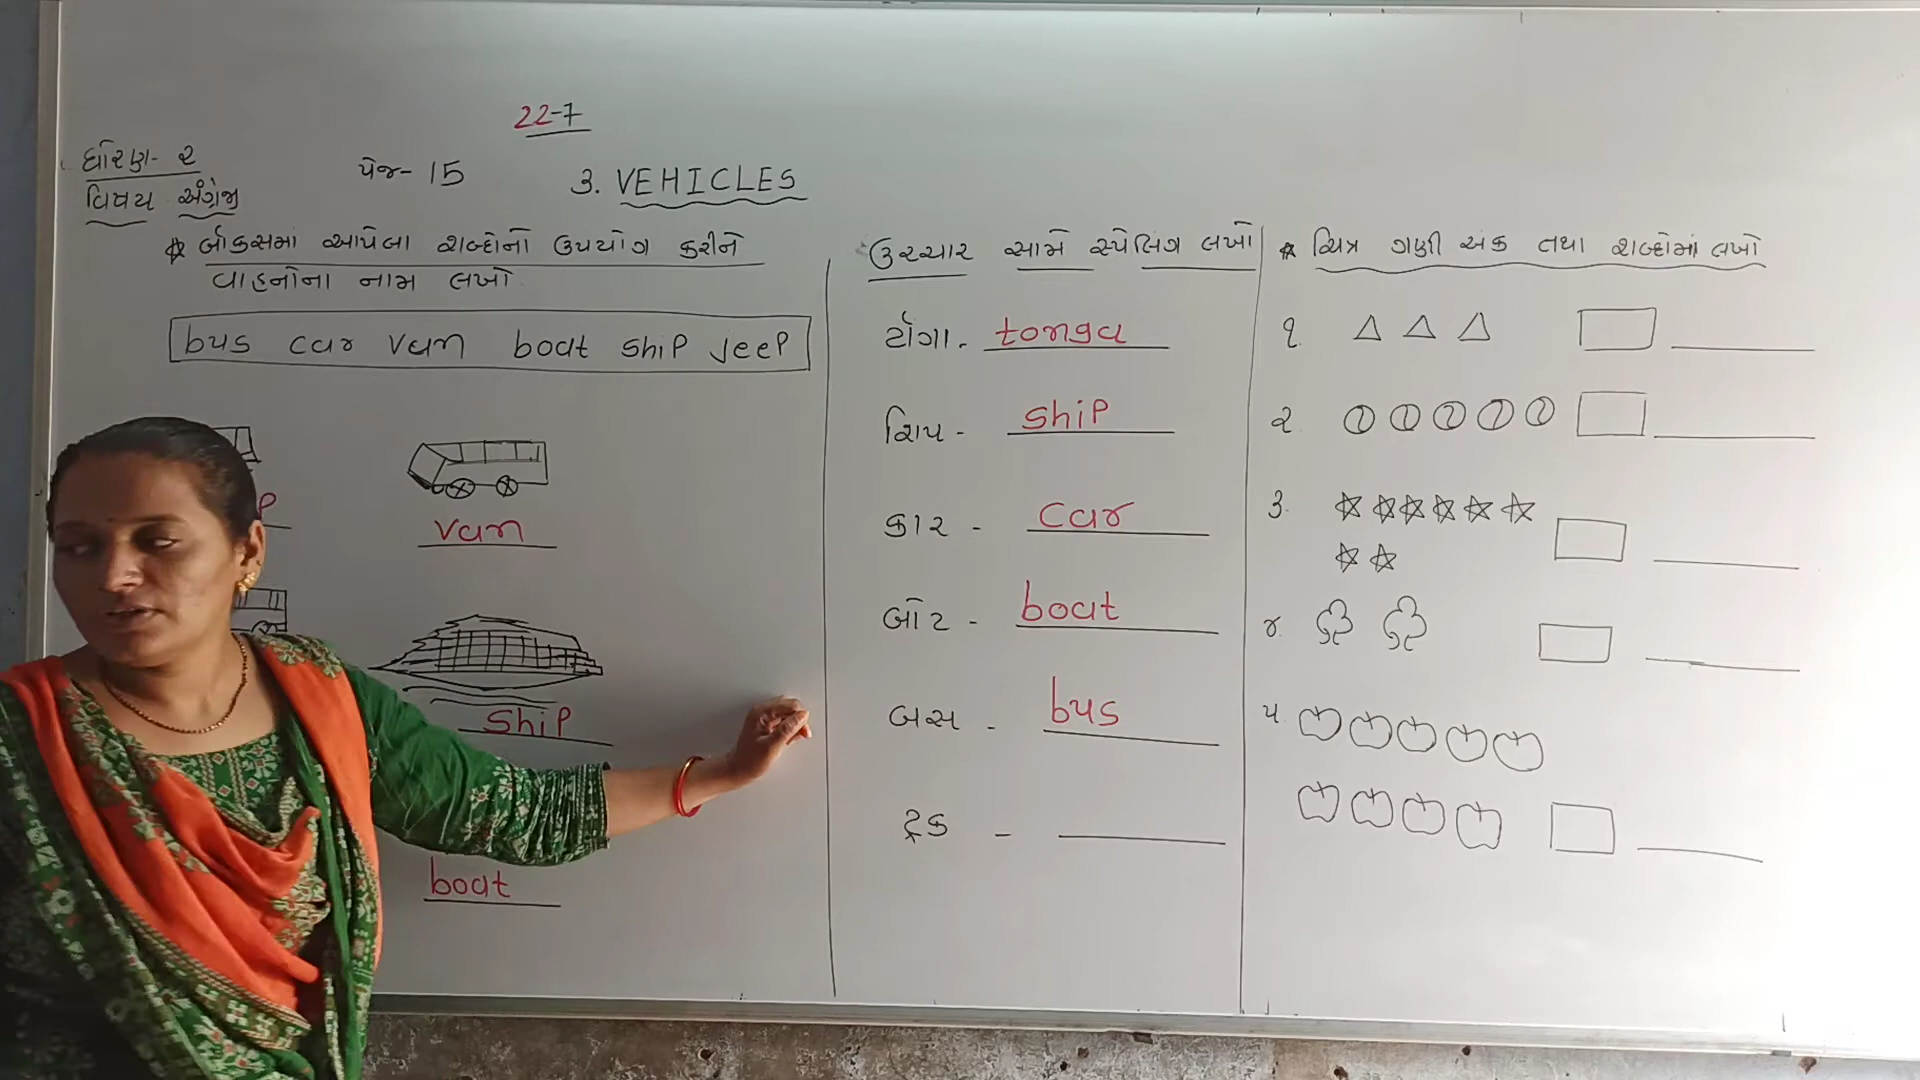 22-7
ધોરણ- ૨
વિષય અંગ્રેજી
પેજ- 15
૩. VEHICLES
* બોકસમાં આપેલા શબ્દોનો ઉપયોગ કરીને
વાહનોના નામ લખો
bus car van boat ship jeep
van
ship
boat
ઉચ્ચાર સામે સ્પેલિંગ લખો
ટાંગા - tonga
શિપ - ship
કાર - car
બોટ - boat
બસ - bus
ટ્રક -
* ચિત્ર ગણી અંક તથા શબ્દોમાં લખો
૧.
૨.
૩.
૪.
૫.